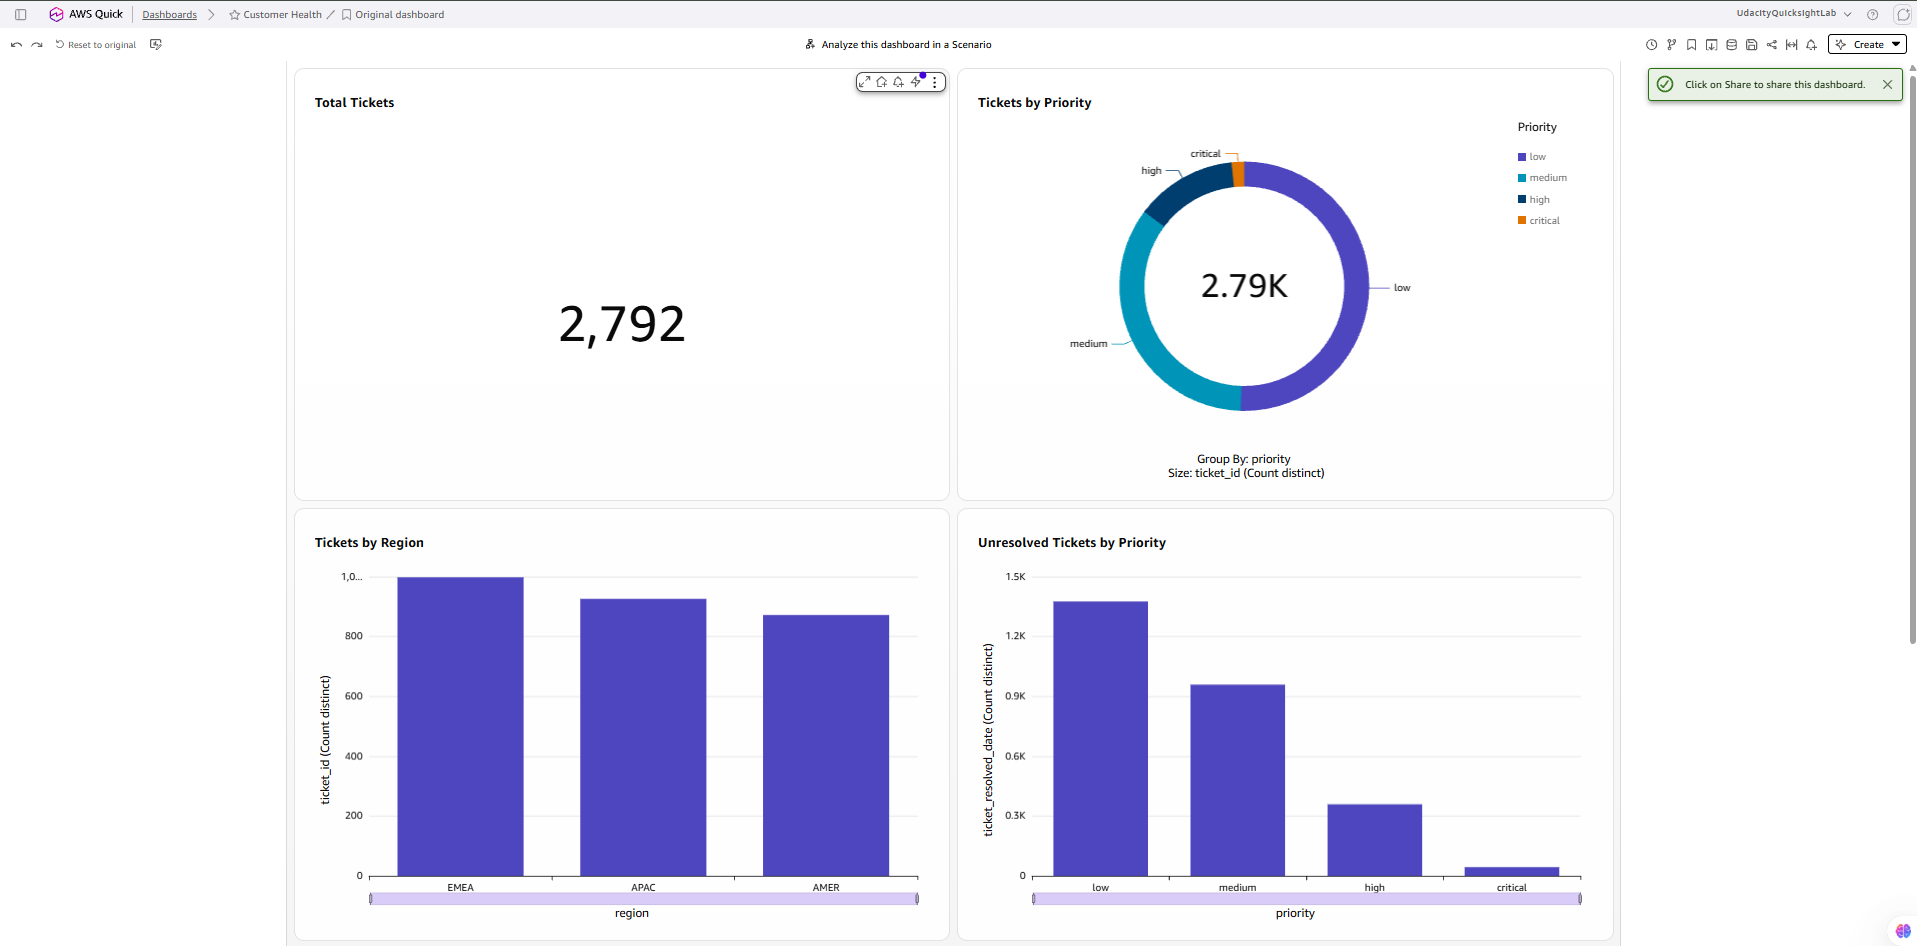 AWS Quick Dashboards Customer Health / Original dashboard UdacityQuicksightLab
Reset to original Analyze this dashboard in a Scenario Create
Click on Share to share this dashboard.
Total Tickets
2,792
Tickets by Priority
Priority
low
medium
high
critical
critical
high
2.79K
low
medium
Group By: priority
Size: ticket_id (Count distinct)
Tickets by Region
ticket_id (Count distinct)
1,0...
800
600
400
200
0
EMEA APAC AMER
region
Unresolved Tickets by Priority
ticket_resolved_date (Count distinct)
1.5K
1.2K
0.9K
0.6K
0.3K
0
low medium high critical
priority